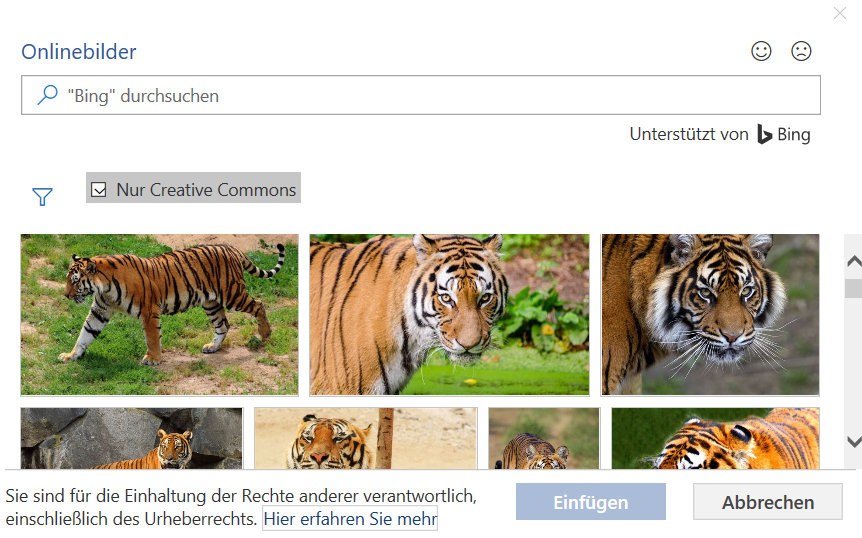 Onlinebilder
"Bing" durchsuchen
Unterstützt von Bing
Nur Creative Commons
Sie sind für die Einhaltung der Rechte anderer verantwortlich,
einschließlich des Urheberrechts. Hier erfahren Sie mehr
Einfügen
Abbrechen